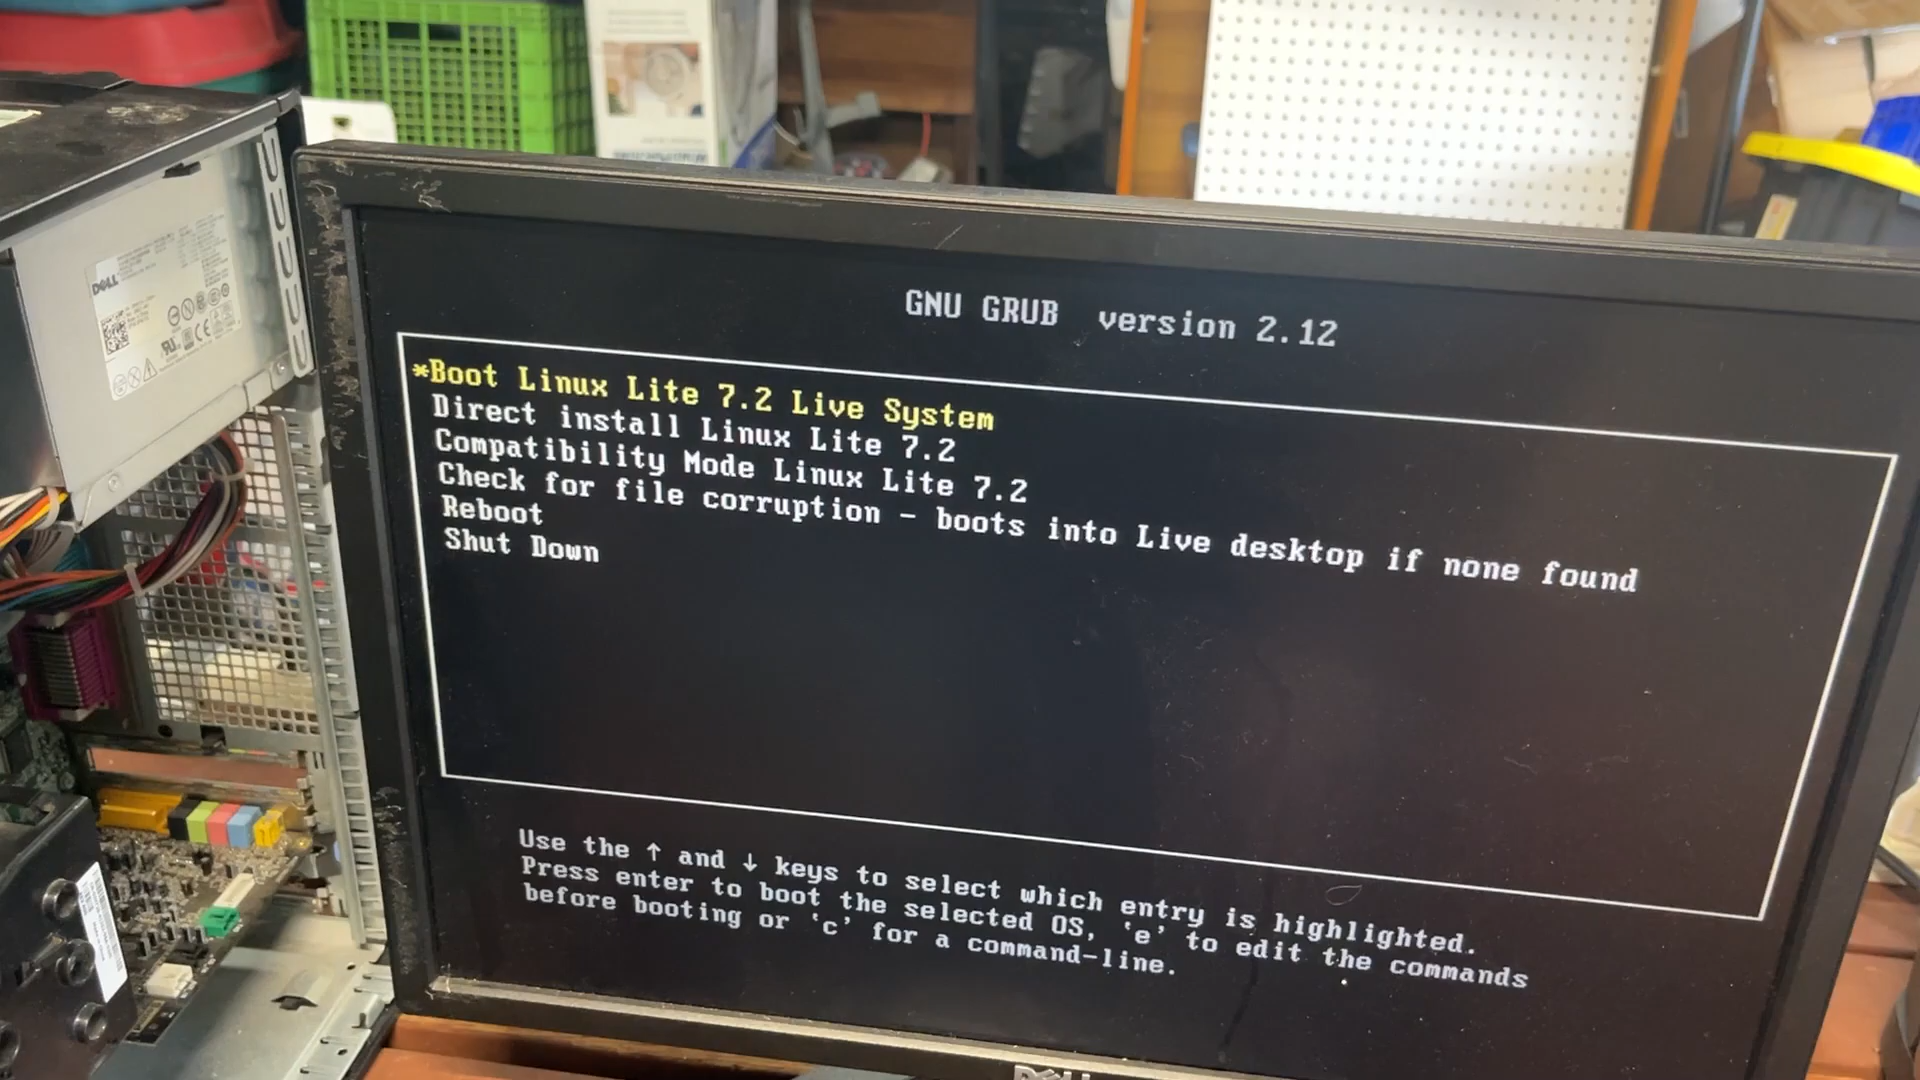 DELL
GNU GRUB version 2.12
*Boot Linux Lite 7.2 Live System
Direct install Linux Lite 7.2
Compatibility Mode Linux Lite 7.2
Check for file corruption - boots into Live desktop if none found
Reboot
Shut Down
Use the ↑ and ↓ keys to select which entry is highlighted.
Press enter to boot the selected OS, `e' to edit the commands
before booting or `c' for a command-line.
DELL